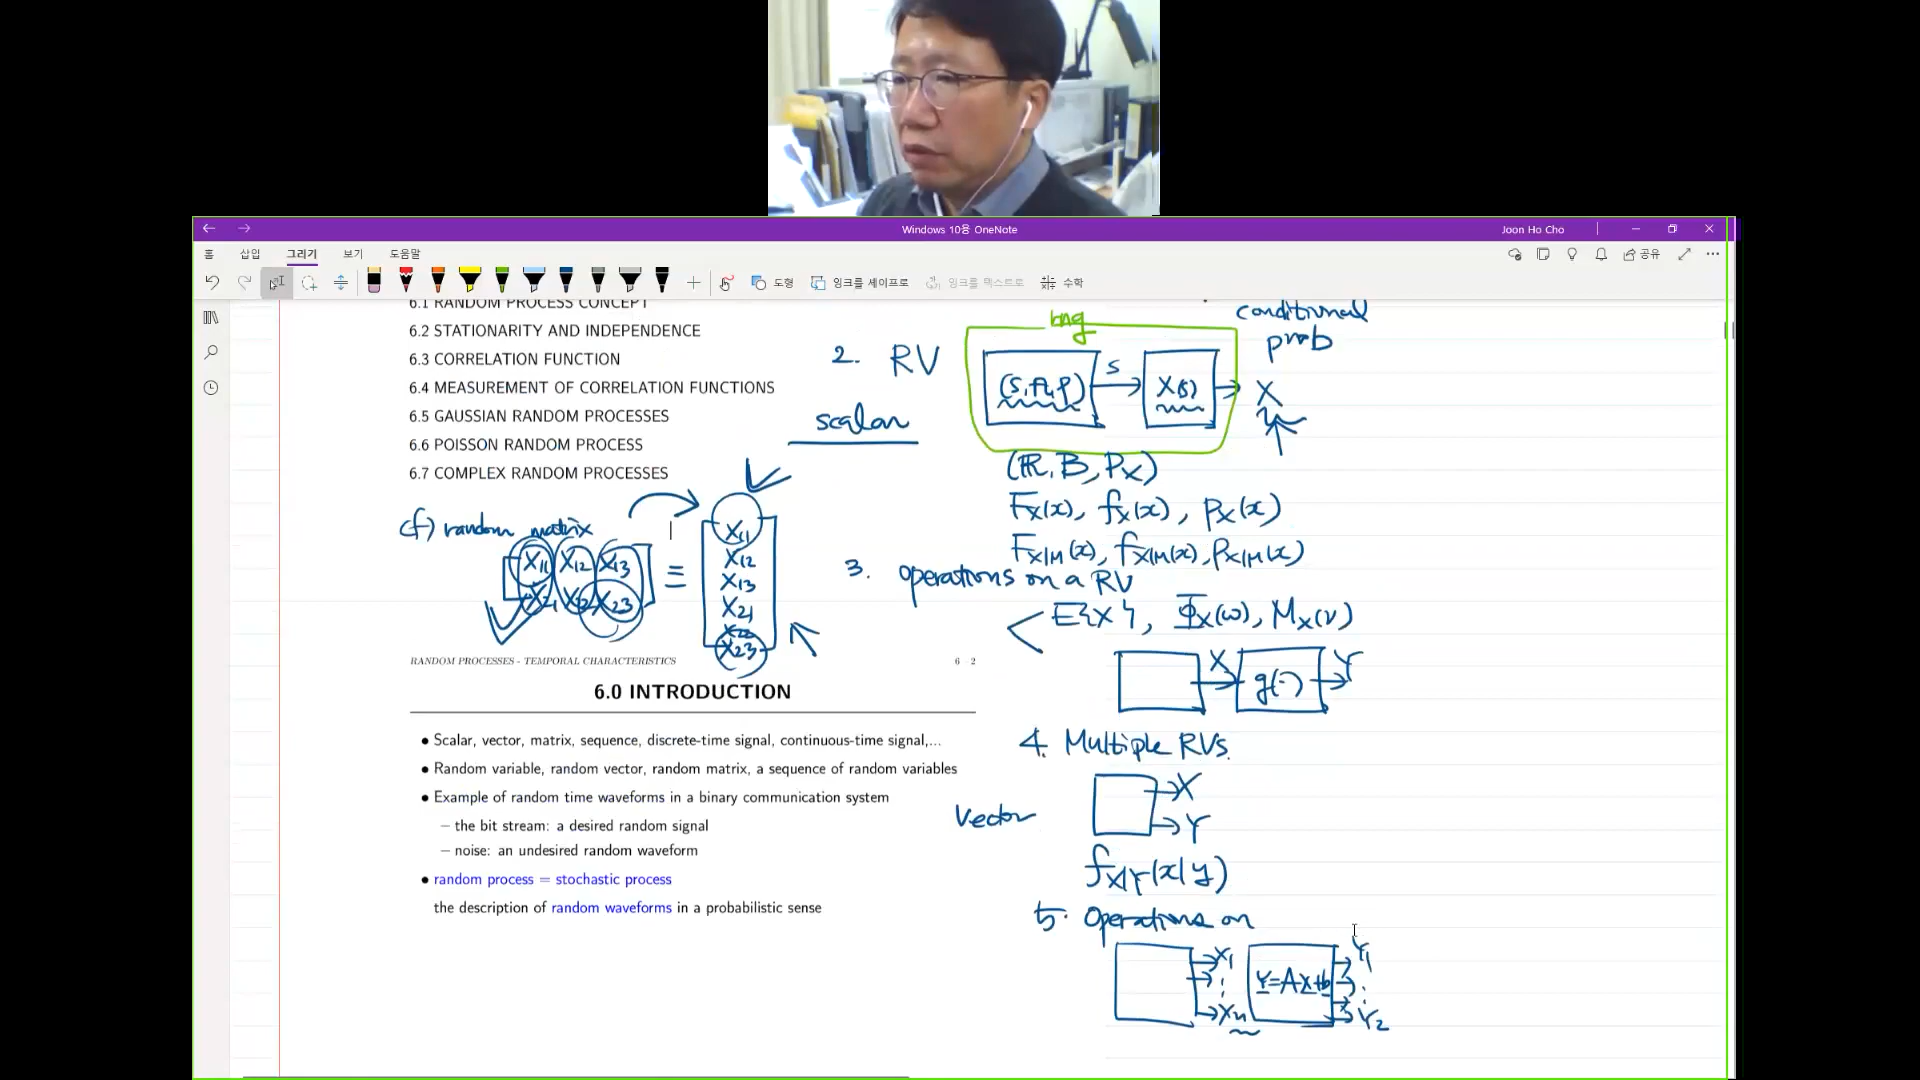 Windows 10용 OneNote
Joon Ho Cho
홈 삽입 그리기 보기 도움말
공유
도형 잉크를 셰이프로 잉크를 텍스트로 수학
6.1 RANDOM PROCESS CONCEPT
6.2 STATIONARITY AND INDEPENDENCE
6.3 CORRELATION FUNCTION
6.4 MEASUREMENT OF CORRELATION FUNCTIONS
6.5 GAUSSIAN RANDOM PROCESSES
6.6 POISSON RANDOM PROCESS
6.7 COMPLEX RANDOM PROCESSES
(f) random matrix
X11 X12 X13
X21 X22 X23
≡
X11
X12
X13
X21
X22
X23
RANDOM PROCESSES - TEMPORAL CHARACTERISTICS 6 - 2
6.0 INTRODUCTION
• Scalar, vector, matrix, sequence, discrete-time signal, continuous-time signal,...
• Random variable, random vector, random matrix, a sequence of random variables
• Example of random time waveforms in a binary communication system
– the bit stream: a desired random signal
– noise: an undesired random waveform
• random process = stochastic process
the description of random waveforms in a probabilistic sense
conditional
prob
2. RV
scalar
s
X(s)
X
(ℝ, B, PX)
FX(x), fX(x), pX(x)
FX|M(x), fX|M(x), pX|M(x)
3. operations on a RV
E{X}, ΦX(ω), MX(ν)
X g(·) Y
4. Multiple RVs.
Vector
X
Y
fX|Y(x|y)
5. Operations on
X1
⋮
Xn
Y=AX+b
Y1
⋮
Y2